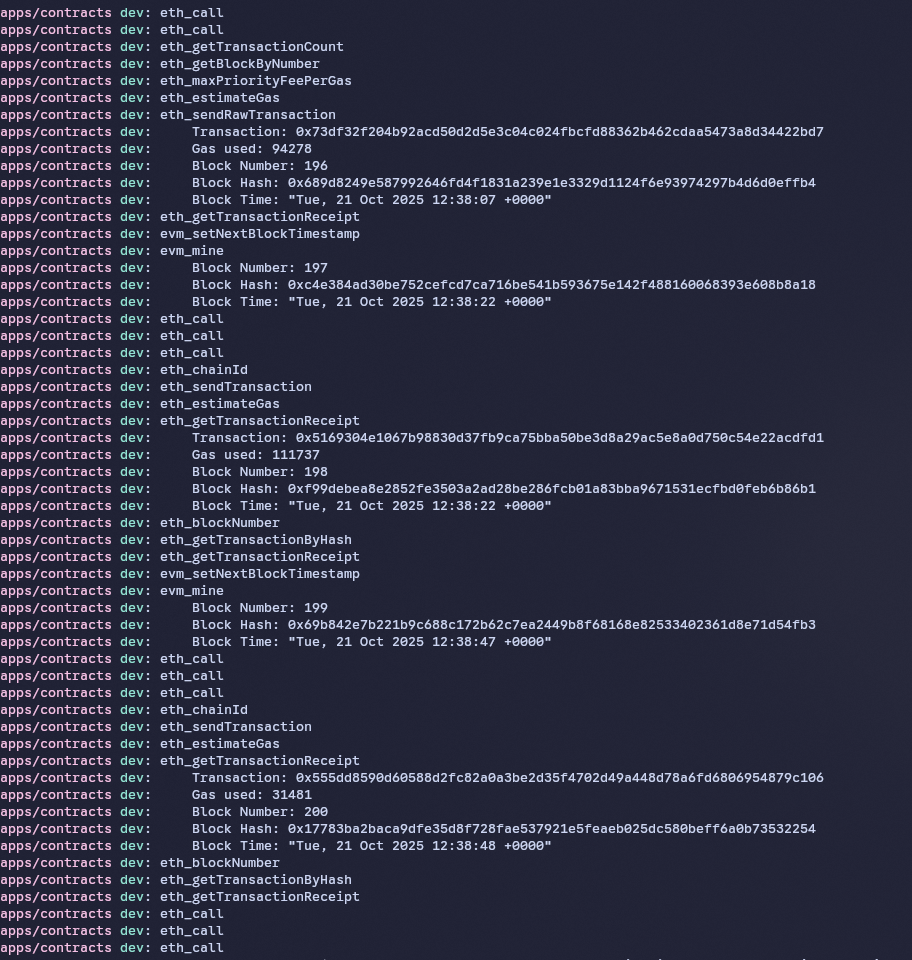 apps/contracts dev: eth_call
apps/contracts dev: eth_call
apps/contracts dev: eth_getTransactionCount
apps/contracts dev: eth_getBlockByNumber
apps/contracts dev: eth_maxPriorityFeePerGas
apps/contracts dev: eth_estimateGas
apps/contracts dev: eth_sendRawTransaction
apps/contracts dev:     Transaction: 0x73df32f204b92acd50d2d5e3c04c024fbcfd88362b462cdaa5473a8d34422bd7
apps/contracts dev:     Gas used: 94278
apps/contracts dev:     Block Number: 196
apps/contracts dev:     Block Hash: 0x689d8249e587992646fd4f1831a239e1e3329d1124f6e93974297b4d6d0effb4
apps/contracts dev:     Block Time: "Tue, 21 Oct 2025 12:38:07 +0000"
apps/contracts dev: eth_getTransactionReceipt
apps/contracts dev: evm_setNextBlockTimestamp
apps/contracts dev: evm_mine
apps/contracts dev:     Block Number: 197
apps/contracts dev:     Block Hash: 0xc4e384ad30be752cefcd7ca716be541b593675e142f488160068393e608b8a18
apps/contracts dev:     Block Time: "Tue, 21 Oct 2025 12:38:22 +0000"
apps/contracts dev: eth_call
apps/contracts dev: eth_call
apps/contracts dev: eth_call
apps/contracts dev: eth_chainId
apps/contracts dev: eth_sendTransaction
apps/contracts dev: eth_estimateGas
apps/contracts dev: eth_getTransactionReceipt
apps/contracts dev:     Transaction: 0x5169304e1067b98830d37fb9ca75bba50be3d8a29ac5e8a0d750c54e22acdfd1
apps/contracts dev:     Gas used: 111737
apps/contracts dev:     Block Number: 198
apps/contracts dev:     Block Hash: 0xf99debea8e2852fe3503a2ad28be286fcb01a83bba9671531ecfbd0feb6b86b1
apps/contracts dev:     Block Time: "Tue, 21 Oct 2025 12:38:22 +0000"
apps/contracts dev: eth_blockNumber
apps/contracts dev: eth_getTransactionByHash
apps/contracts dev: eth_getTransactionReceipt
apps/contracts dev: evm_setNextBlockTimestamp
apps/contracts dev: evm_mine
apps/contracts dev:     Block Number: 199
apps/contracts dev:     Block Hash: 0x69b842e7b221b9c688c172b62c7ea2449b8f68168e82533402361d8e71d54fb3
apps/contracts dev:     Block Time: "Tue, 21 Oct 2025 12:38:47 +0000"
apps/contracts dev: eth_call
apps/contracts dev: eth_call
apps/contracts dev: eth_call
apps/contracts dev: eth_chainId
apps/contracts dev: eth_sendTransaction
apps/contracts dev: eth_estimateGas
apps/contracts dev: eth_getTransactionReceipt
apps/contracts dev:     Transaction: 0x555dd8590d60588d2fc82a0a3be2d35f4702d49a448d78a6fd6806954879c106
apps/contracts dev:     Gas used: 31481
apps/contracts dev:     Block Number: 200
apps/contracts dev:     Block Hash: 0x17783ba2baca9dfe35d8f728fae537921e5feaeb025dc580beff6a0b73532254
apps/contracts dev:     Block Time: "Tue, 21 Oct 2025 12:38:48 +0000"
apps/contracts dev: eth_blockNumber
apps/contracts dev: eth_getTransactionByHash
apps/contracts dev: eth_getTransactionReceipt
apps/contracts dev: eth_call
apps/contracts dev: eth_call
apps/contracts dev: eth_call